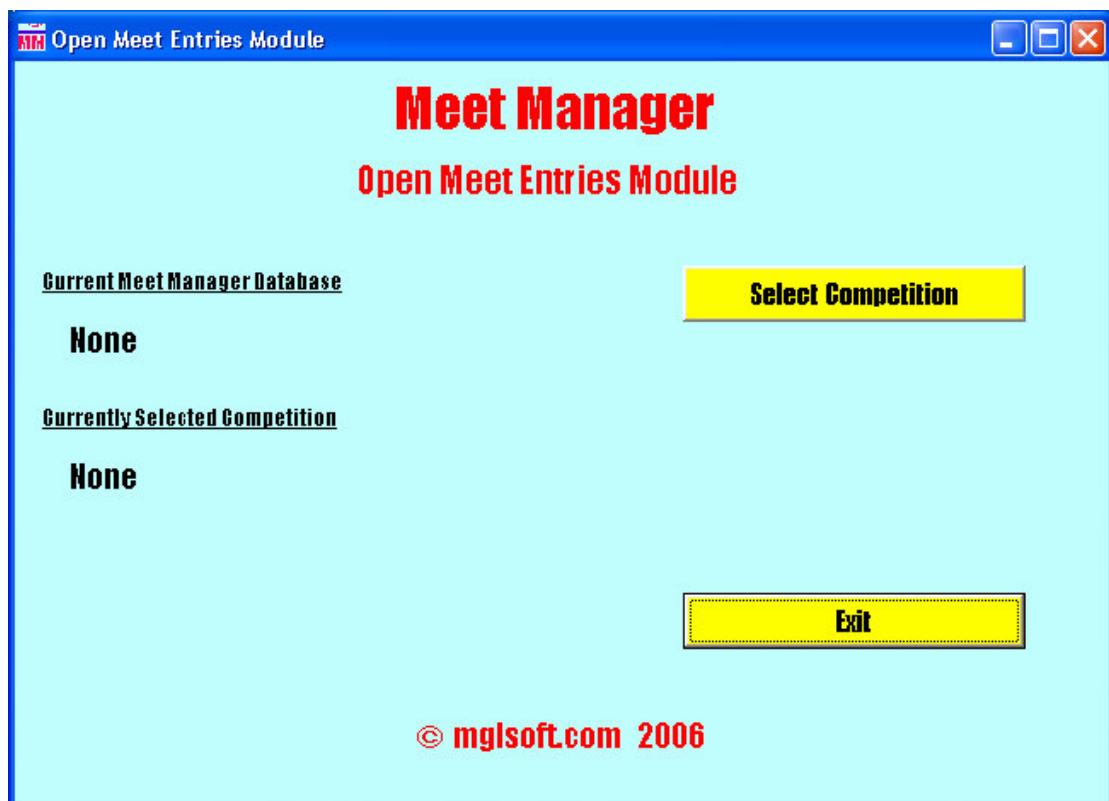 Open Meet Entries Module
Meet Manager
Open Meet Entries Module
Current Meet Manager Database
Select Competition
None
Currently Selected Competition
None
Exit
© mglsoft.com 2006